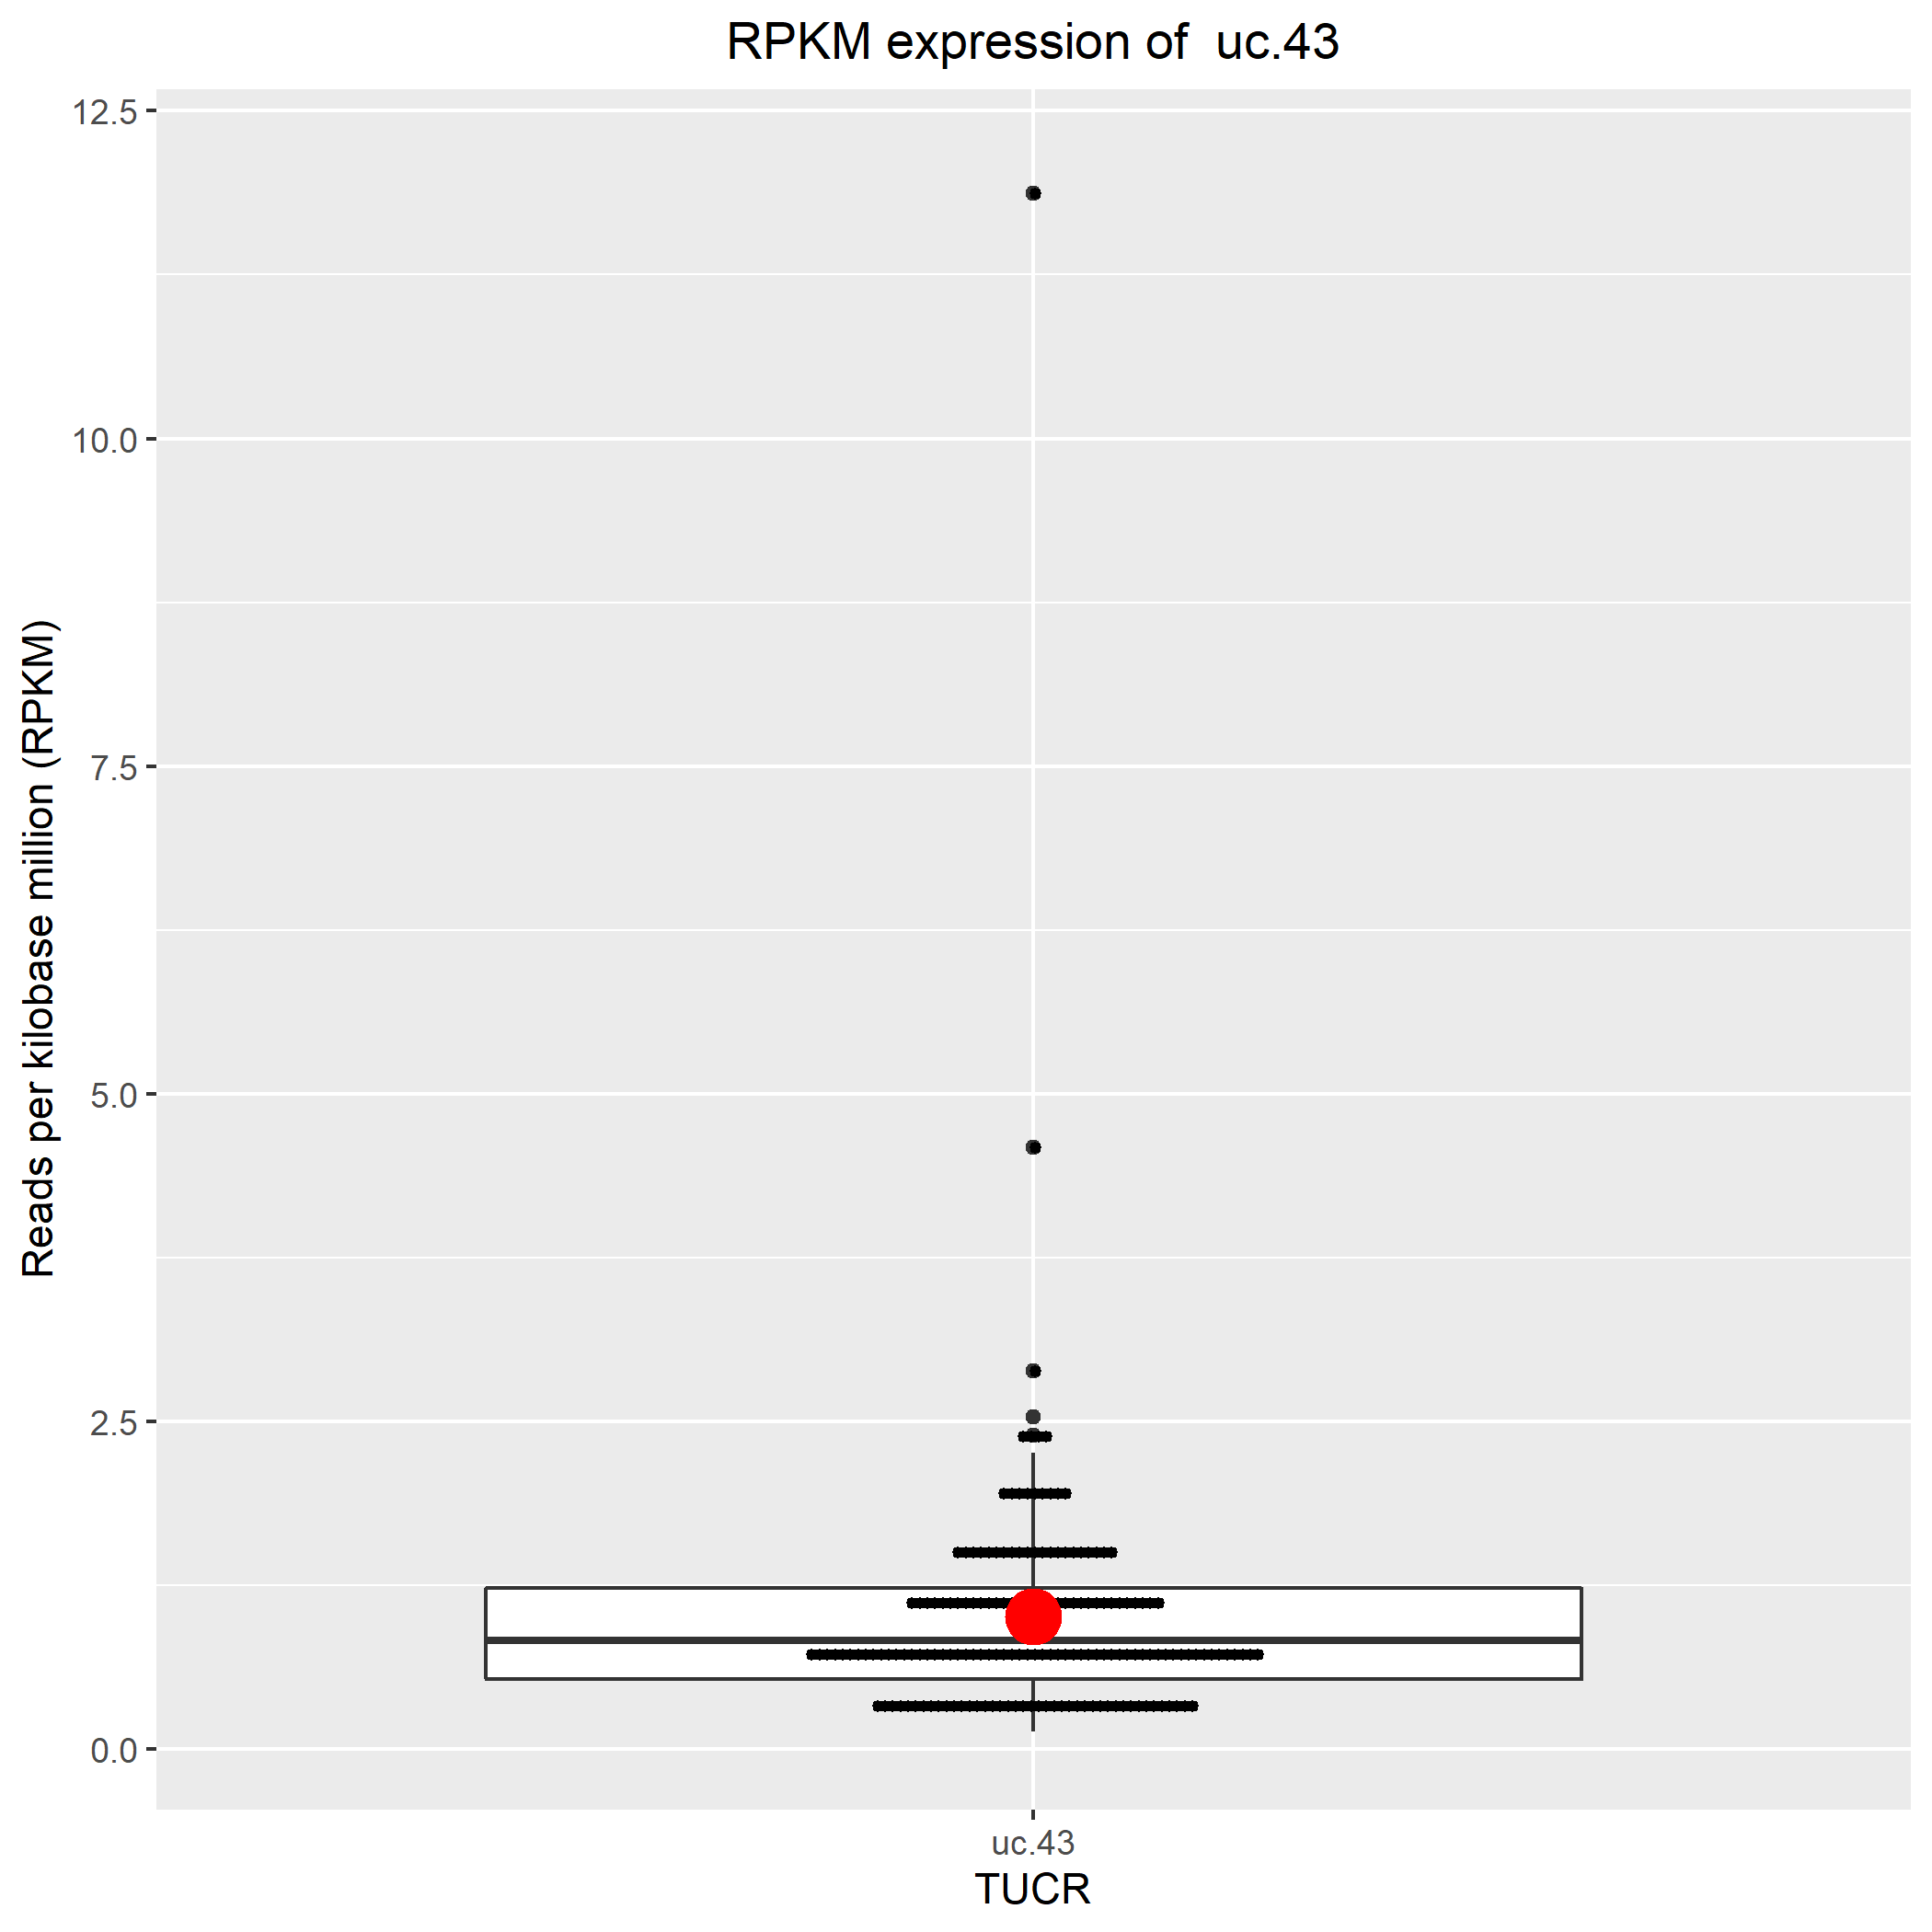 RPKM expression of  uc.43
Reads per kilobase million (RPKM)
12.5
10.0
7.5
5.0
2.5
0.0
uc.43
TUCR